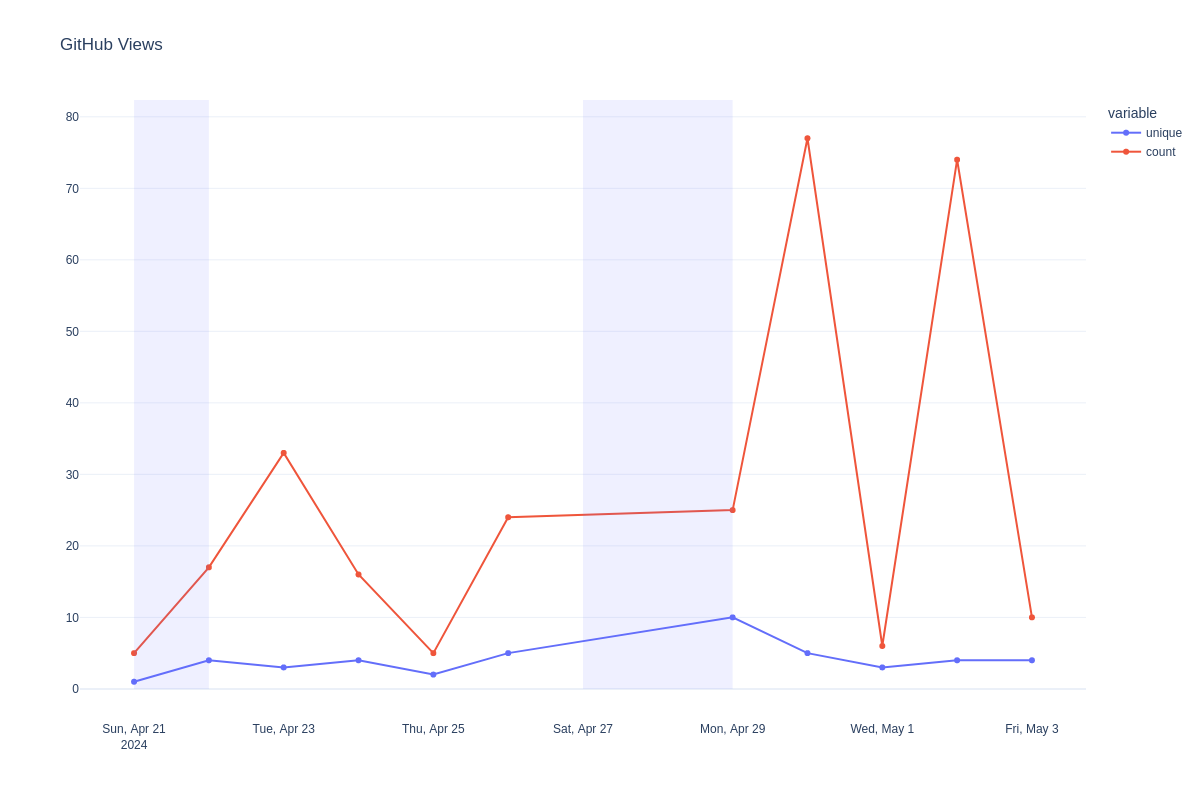 GitHub Views
variable
unique
count
80
70
60
50
40
30
20
10
0
Sun, Apr 21
2024
Tue, Apr 23
Thu, Apr 25
Sat, Apr 27
Mon, Apr 29
Wed, May 1
Fri, May 3